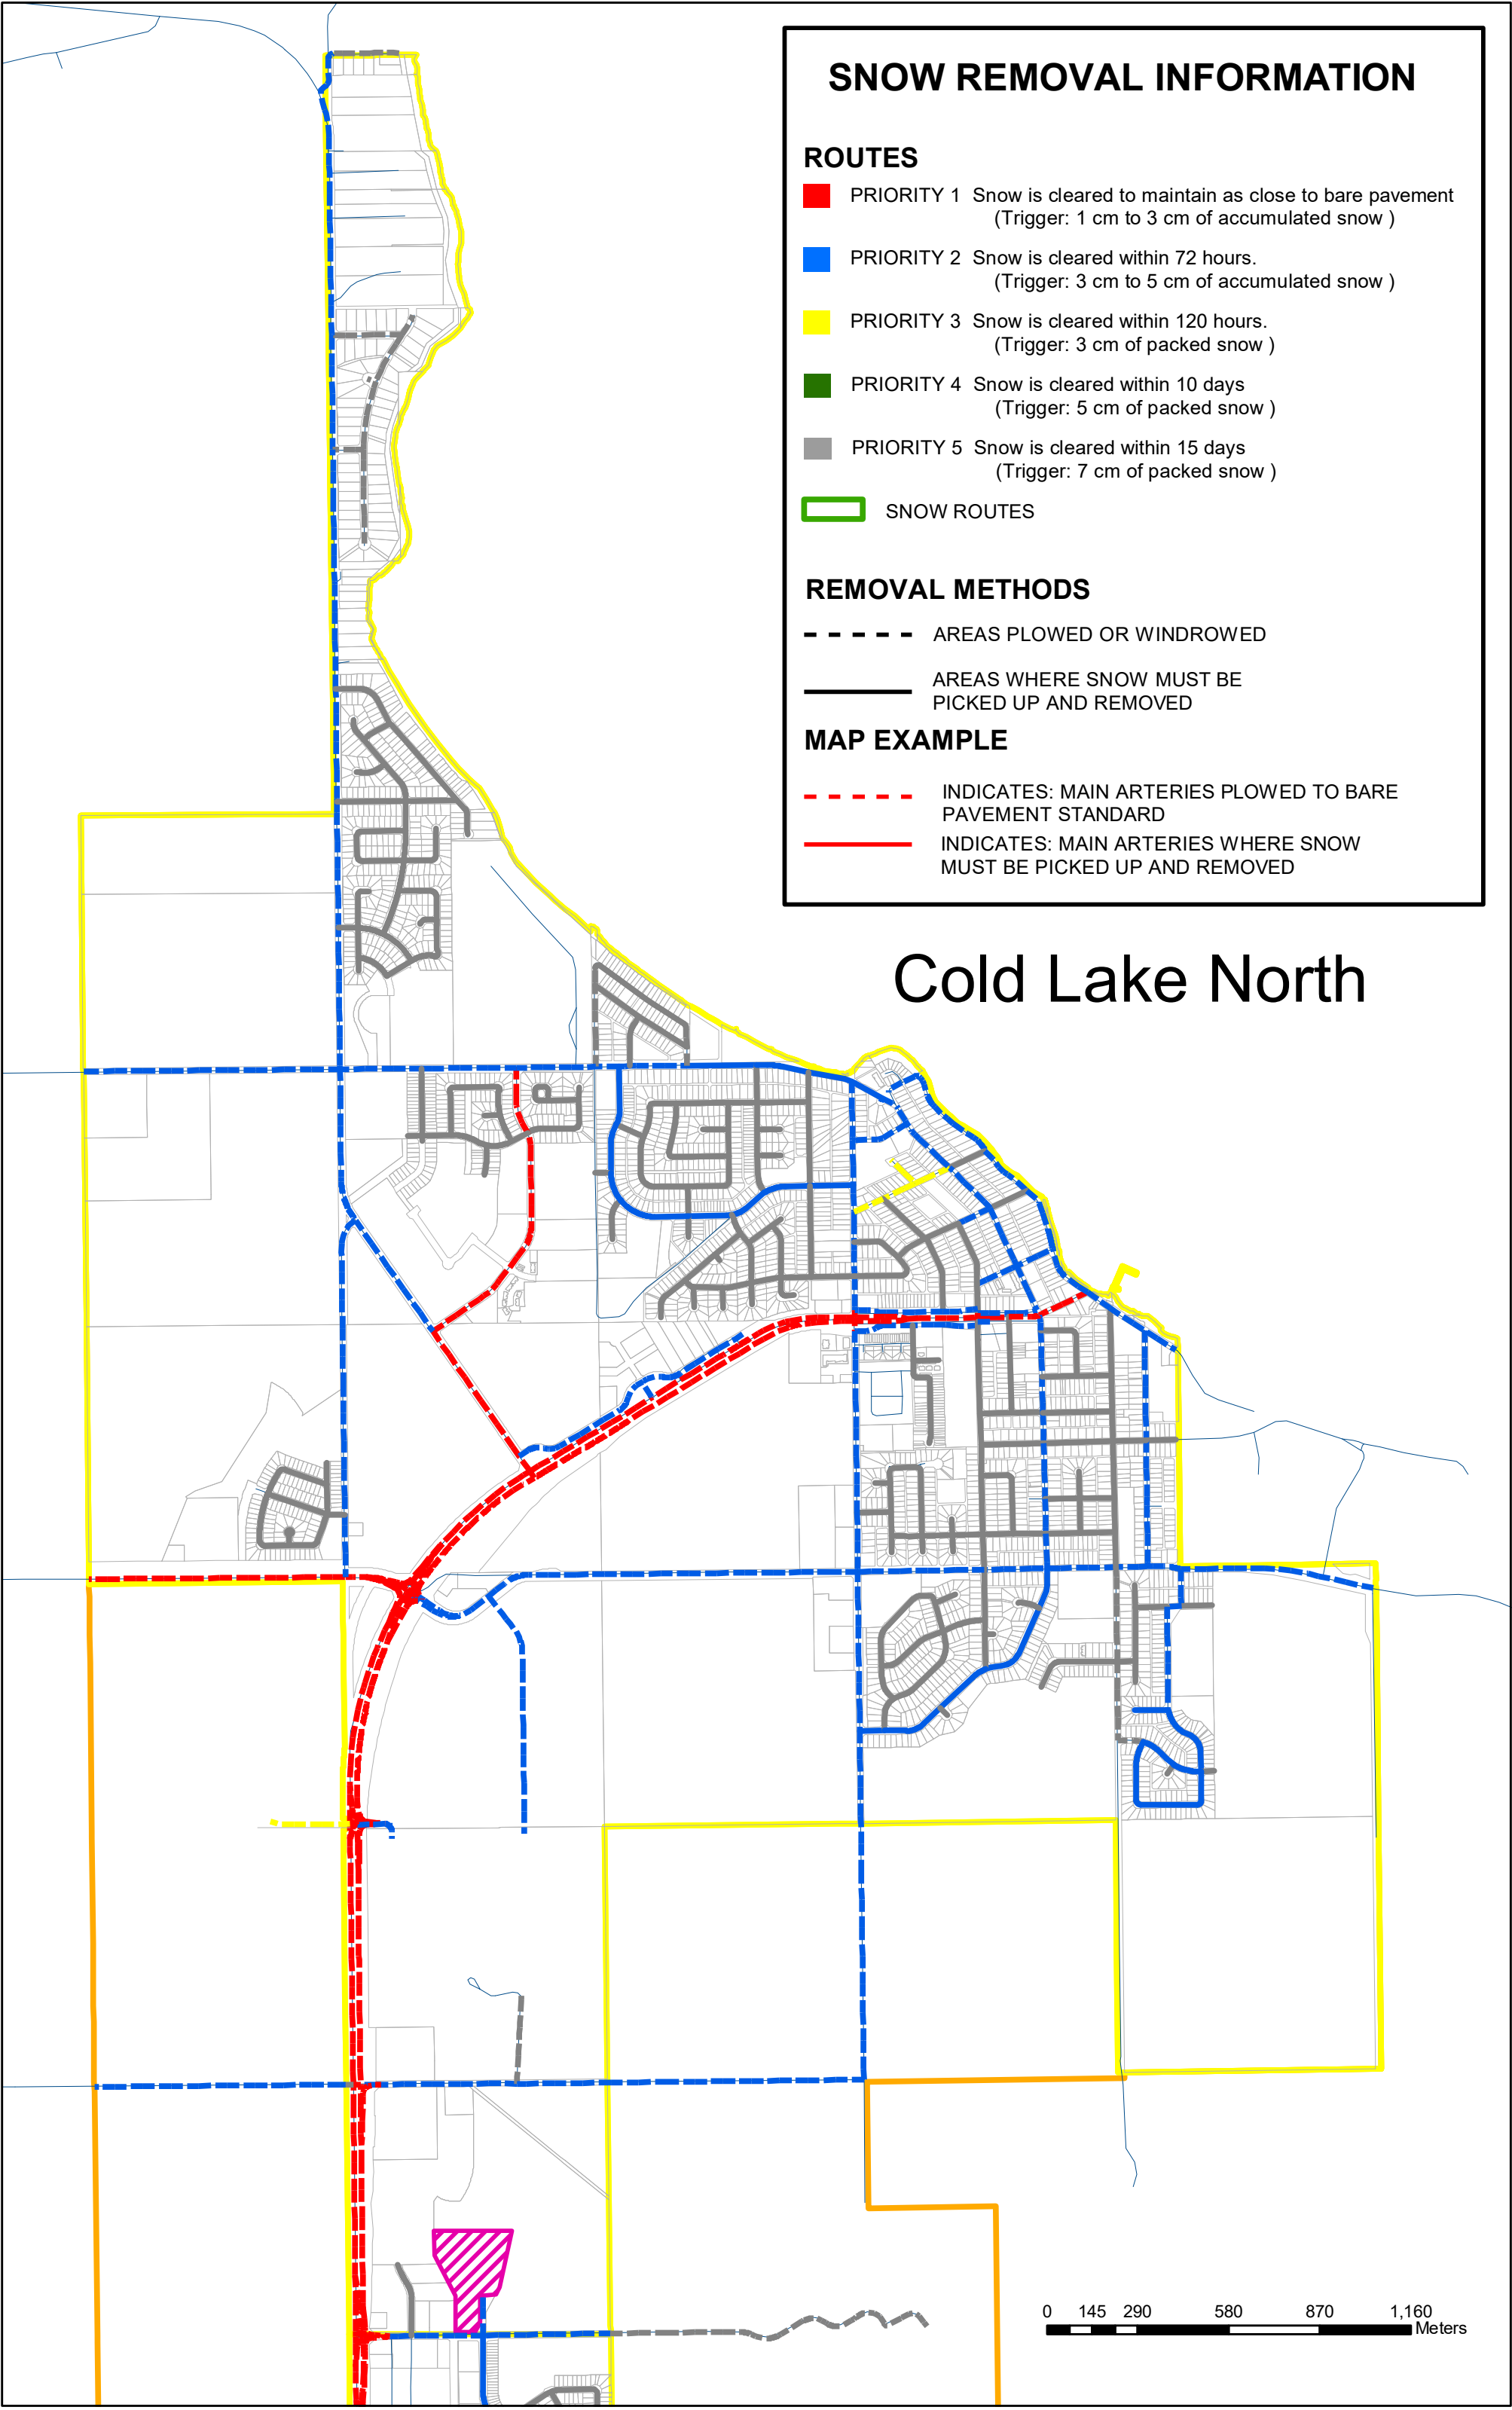 SNOW REMOVAL INFORMATION
ROUTES
PRIORITY 1 Snow is cleared to maintain as close to bare pavement
(Trigger: 1 cm to 3 cm of accumulated snow )
PRIORITY 2 Snow is cleared within 72 hours.
(Trigger: 3 cm to 5 cm of accumulated snow )
PRIORITY 3 Snow is cleared within 120 hours.
(Trigger: 3 cm of packed snow )
PRIORITY 4 Snow is cleared within 10 days
(Trigger: 5 cm of packed snow )
PRIORITY 5 Snow is cleared within 15 days
(Trigger: 7 cm of packed snow )
SNOW ROUTES
REMOVAL METHODS
AREAS PLOWED OR WINDROWED
AREAS WHERE SNOW MUST BE
PICKED UP AND REMOVED
MAP EXAMPLE
INDICATES: MAIN ARTERIES PLOWED TO BARE
PAVEMENT STANDARD
INDICATES: MAIN ARTERIES WHERE SNOW
MUST BE PICKED UP AND REMOVED
Cold Lake North
0 145 290 580 870 1,160
Meters